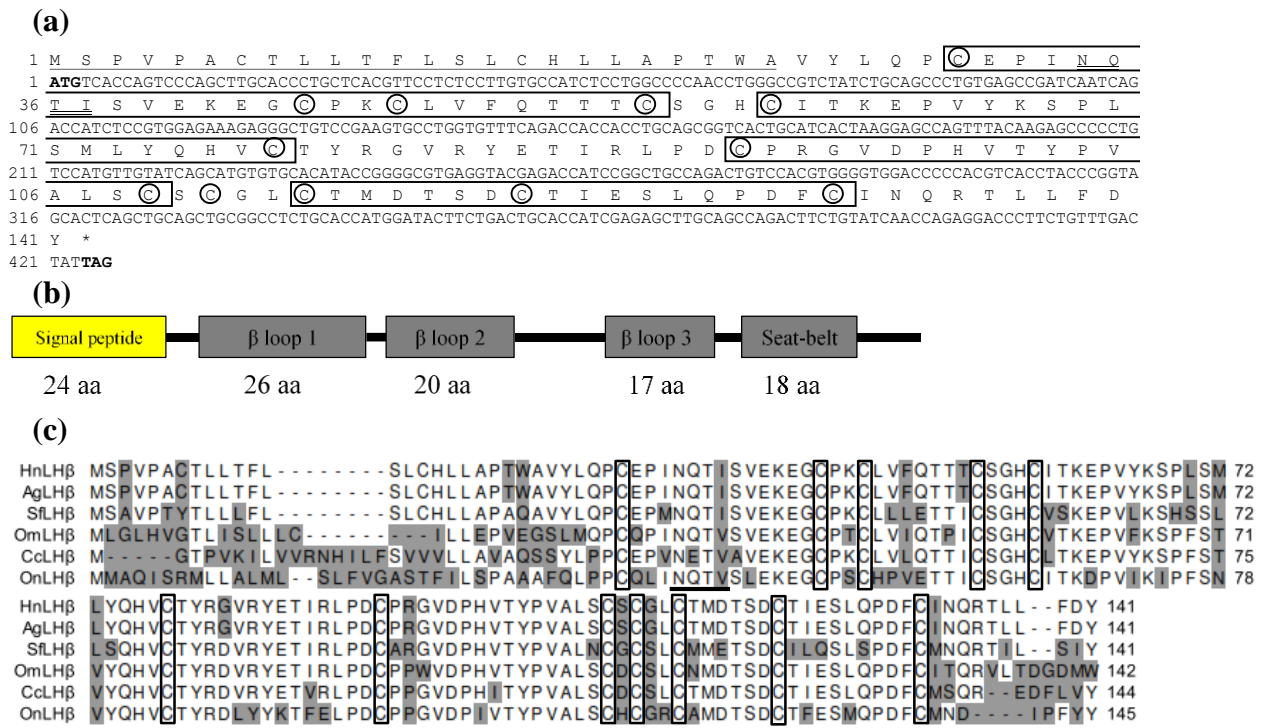 (a)
1 M S P V P A C T L L T F L S L C H L L A P T W A V Y L Q P C E P I N Q
1 ATGTCACCAGTCCCAGCTTGCACCCTGCTCACGTTCCTCTCCTTGTGCCATCTCCTGGCCCCAACCTGGGCCGTCTATCTGCAGCCCTGTGAGCCGATCAATCAG
36 T I S V E K E G C P K C L V F Q T T T C S G H C I T K E P V Y K S P L
106 ACCATCTCCGTGGAGAAAGAGGGCTGTCCGAAGTGCCTGGTGTTTCAGACCACCACCTGCAGCGGTCACTGCATCACTAAGGAGCCAGTTTACAAGAGCCCCCTG
71 S M L Y Q H V C T Y R G V R Y E T I R L P D C P R G V D P H V T Y P V
211 TCCATGTTGTATCAGCATGTGTGCACATACCGGGGCGTGAGGTACGAGACCATCCGGCTGCCAGACTGTCCACGTGGGGTGGACCCCCACGTCACCTACCCGGTA
106 A L S C S C G L C T M D T S D C T I E S L Q P D F C I N Q R T L L F D
316 GCACTCAGCTGCAGCTGCGGCCTCTGCACCATGGATACTTCTGACTGCACCATCGAGAGCTTGCAGCCAGACTTCTGTATCAACCAGAGGACCCTTCTGTTTGAC
141 Y *
421 TATTAG
(b)
Signal peptide β loop 1 β loop 2 β loop 3 Seat-belt
24 aa 26 aa 20 aa 17 aa 18 aa
(c)
HnLHβ MSPVPACTLLTFL--------SLCHLLAPTWAVYLQPCEPINQTISVEKEGCPKCLVFQTTTCSGHCITKEPVYKSPLSM 72
AgLHβ MSPVPACTLLTFL--------SLCHLLAPTWAVYLQPCEPINQTISVEKEGCPKCLVFQTTTCSGHCITKEPVYKSPLSM 72
SfLHβ MSAVPTYTLLLFL--------SLCHLLAPAQAVYLQPCEPMNQTISVEKEGCPKCLLLETTICSGHCVSKEPVLKSHSSL 72
OmLHβ MLGLHVGTLISLLLC---------ILLEPVEGSLMQPCQPINQTVSLEKEGCPTCLVIQTPICSGHCVTKEPVFKSPFST 71
CcLHβ M-----GTPVKILVVRNHILFSVVVLLAVAQSSYLPPCEPVNETVAVEKEGCPKCLVLQTTICSGHCLTKEPVYKSPFST 75
OnLHβ MMAQISRMLLALML--SLFVGASTFILSPAAAFQLPPCQLINQTVSLEKEGCPSCHPVETTICSGHCITKDPVIKIPFSN 78
HnLHβ LYQHVCTYRGVRYETIRLPDCPRGVDPHVTYPVALSCSCGLCTMDTSDCTIESLQPDFCINQRTLL--FDY 141
AgLHβ LYQHVCTYRGVRYETIRLPDCPRGVDPHVTYPVALSCSCGLCTMDTSDCTIESLQPDFCINQRTLL--FDY 141
SfLHβ LSQHVCTYRDVRYETIRLPDCARGVDPHVTYPVALNCGCSLCMMETSDCILQSLSPDFCMNQRTIL--SIY 141
OmLHβ VYQHVCTYRDVRYETIRLPDCPPWVDPHVTYPVALSCDCSLCNMDTSDCTIESLQPDFCITQRVLTDGDMW 142
CcLHβ VYQHVCTYRDVRYETVRLPDCPPGVDPHITYPVALSCDCSLCTMDTSDCTIESLQPDFCMSQR--EDFLVY 144
OnLHβ VYQHVCTYRDLYYKTFELPDCPPGVDPIVTYPVALSCHCGRCAMDTSDCTFESMQPDFCMND----IPFYY 145